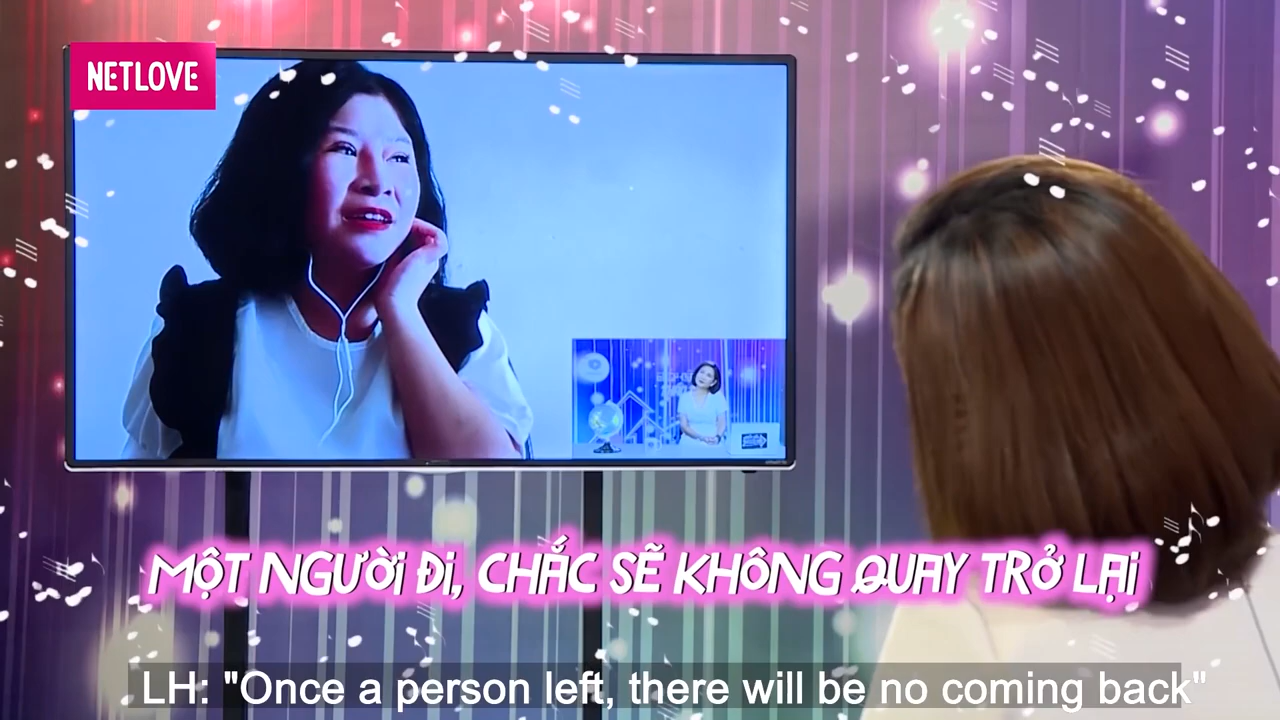 NETLOVE
MỘT NGƯỜI ĐI, CHẮC SẼ KHÔNG QUAY TRỞ LẠI
LH: "Once a person left, there will be no coming back"